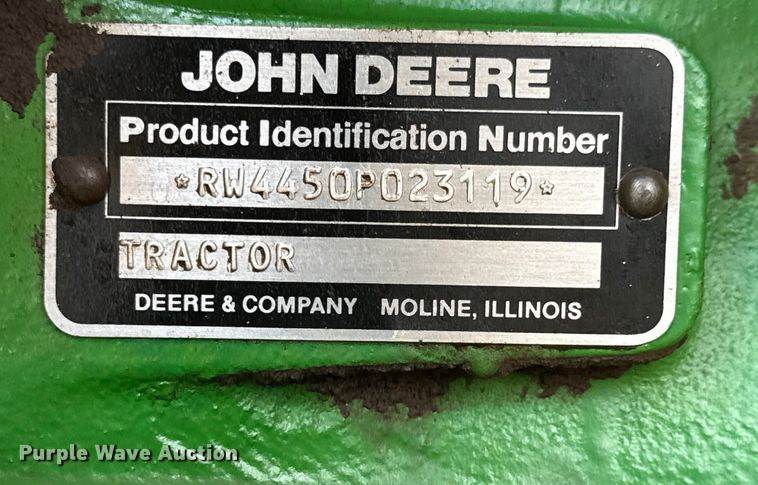 JOHN DEERE
Product Identification Number
*RW4450P023119*
TRACTOR
DEERE & COMPANY MOLINE, ILLINOIS
Purple Wave Auction